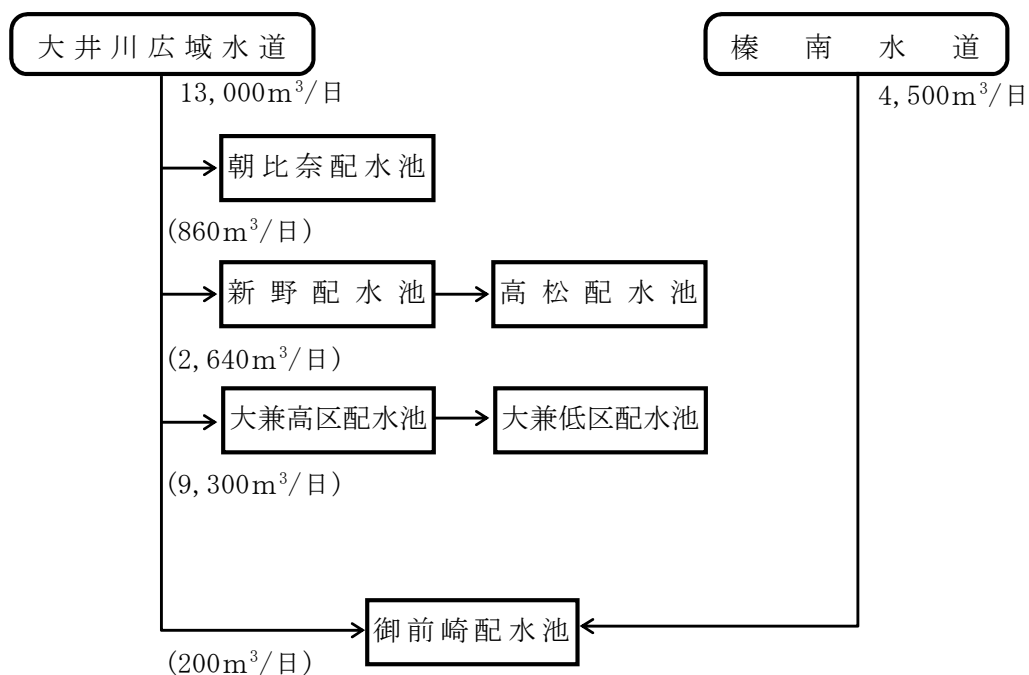 大井川広域水道
榛南水道
13,000m³/日
4,500m³/日
朝比奈配水池
(860m³/日)
新野配水池
高松配水池
(2,640m³/日)
大兼高区配水池
大兼低区配水池
(9,300m³/日)
御前崎配水池
(200m³/日)